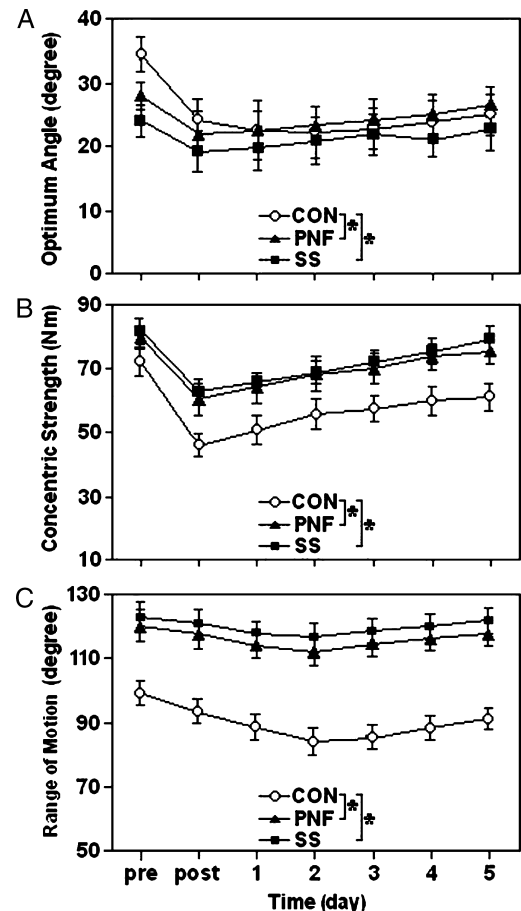 A
Optimum Angle (degree)
40
30
20
10
0
CON
PNF
SS
*
*
B
Concentric Strength (Nm)
90
70
50
30
10
CON
PNF
SS
*
*
C
Range of Motion (degree)
130
110
90
70
50
CON
PNF
SS
*
*
pre post 1 2 3 4 5
Time (day)